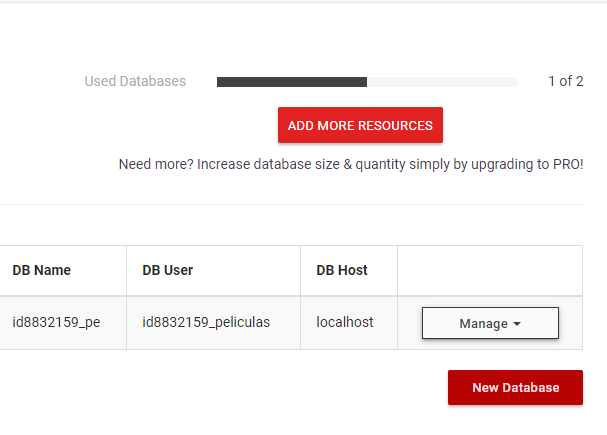 Used Databases 1 of 2
ADD MORE RESOURCES
Need more? Increase database size & quantity simply by upgrading to PRO!
DB Name DB User DB Host
id8832159_pe id8832159_peliculas localhost Manage
New Database